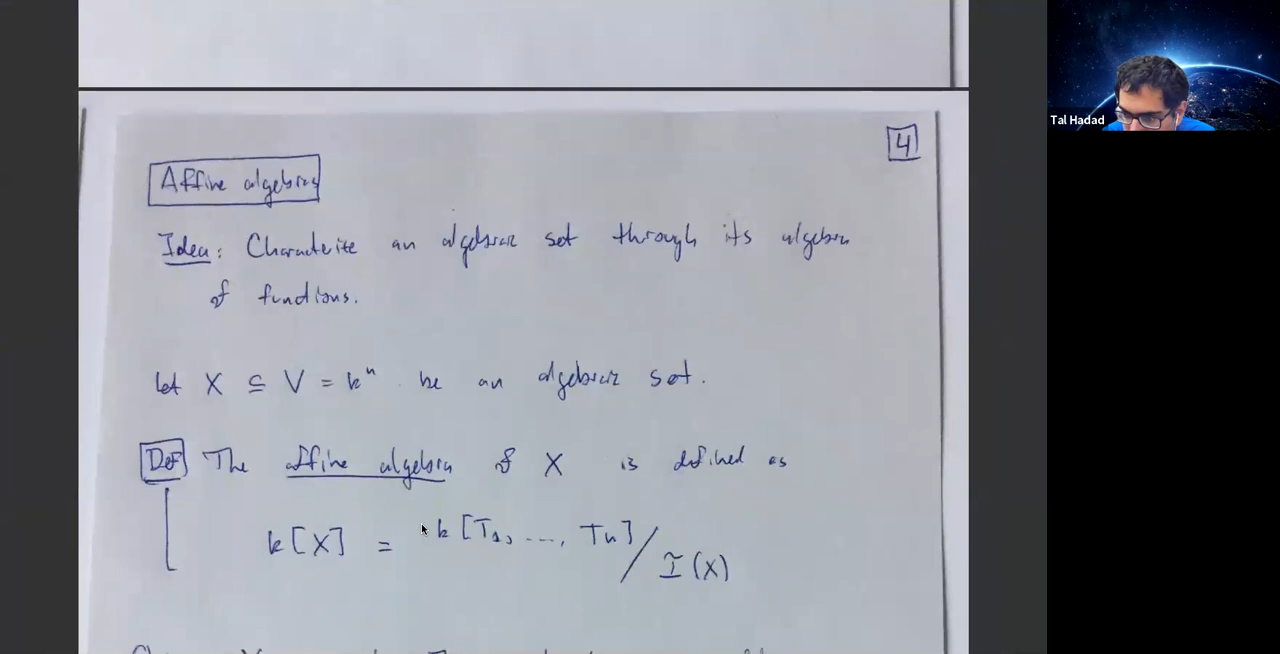 4
Affine algebras
Idea: Characterize an algebraic set through its algebra
of functions.
Let X ⊆ V = kⁿ be an algebraic set.
Def The affine algebra of X is defined as
k[X] = k[T₁, ..., Tₙ] / I(X)
Tal Hadad